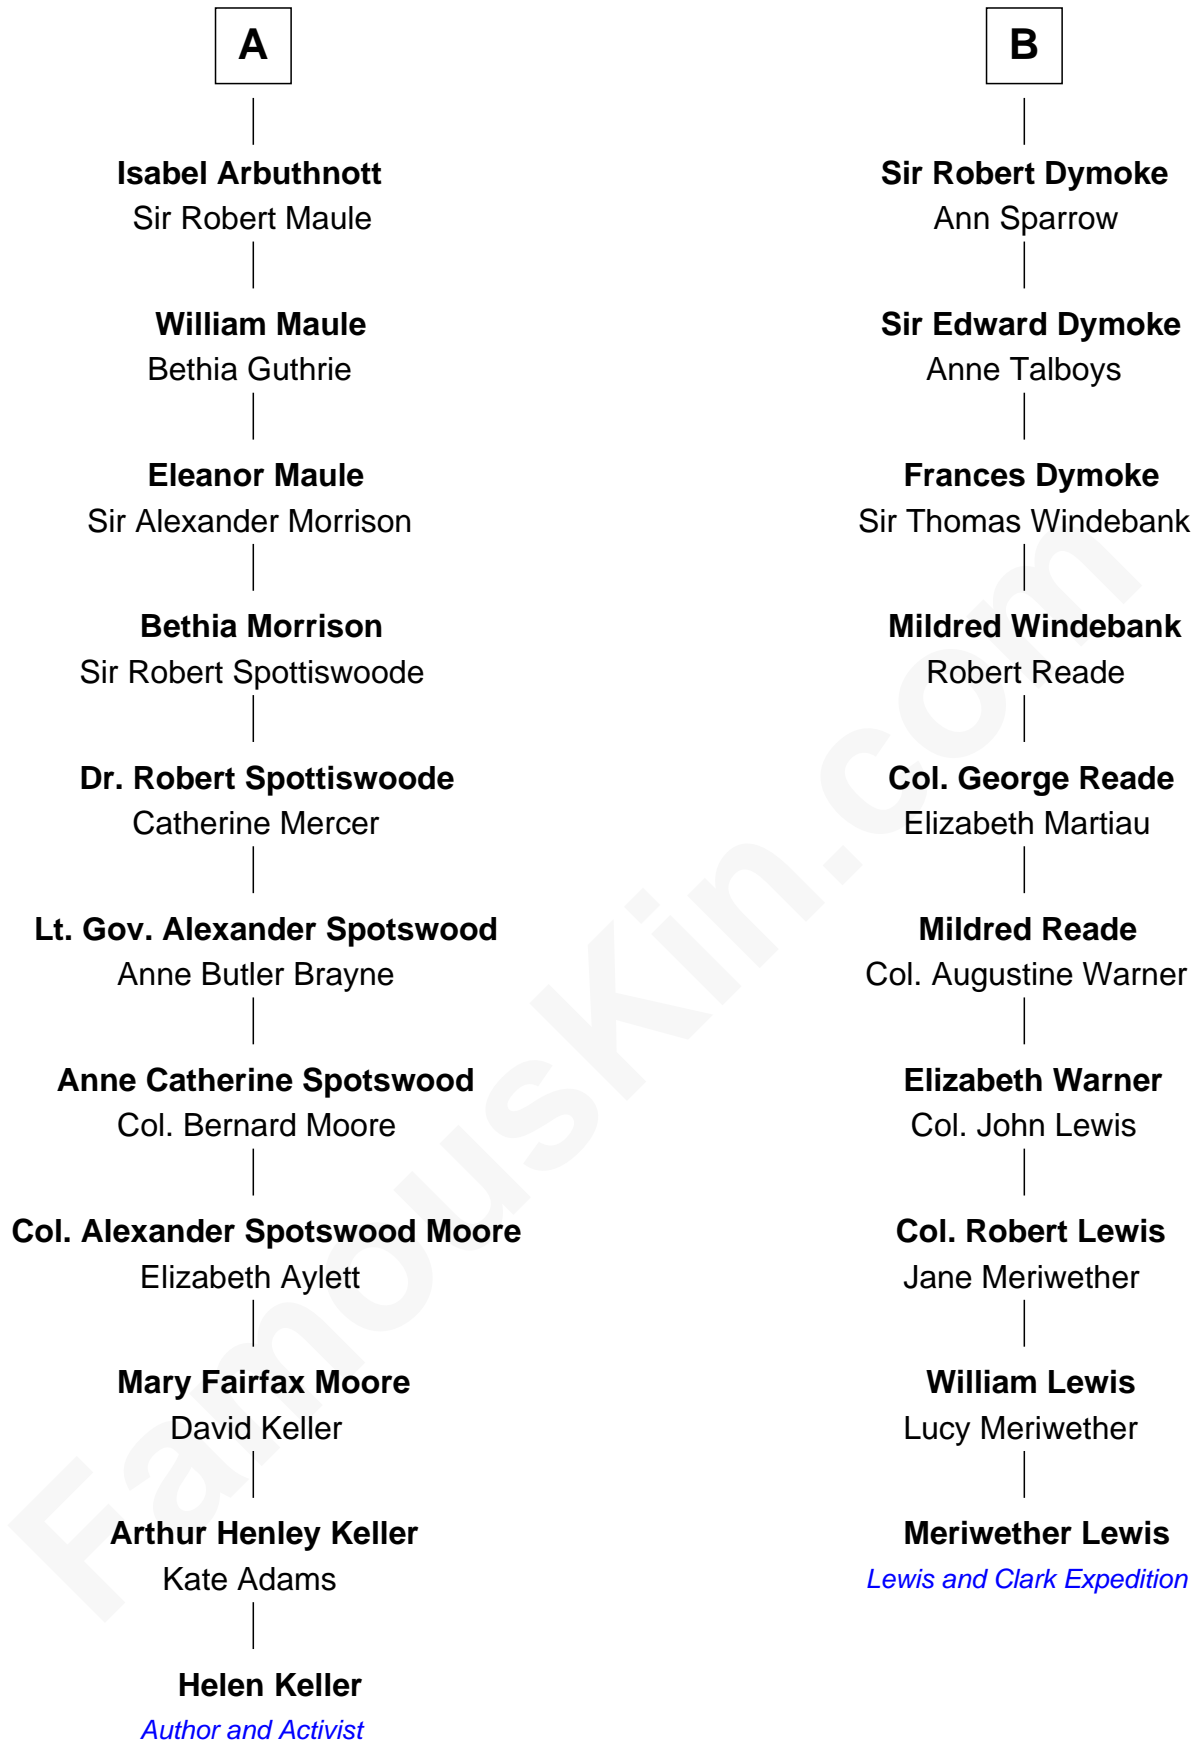 A
Isabel Arbuthnott
Sir Robert Maule
William Maule
Bethia Guthrie
Eleanor Maule
Sir Alexander Morrison
Bethia Morrison
Sir Robert Spottiswoode
Dr. Robert Spottiswoode
Catherine Mercer
Lt. Gov. Alexander Spotswood
Anne Butler Brayne
Anne Catherine Spotswood
Col. Bernard Moore
Col. Alexander Spotswood Moore
Elizabeth Aylett
Mary Fairfax Moore
David Keller
Arthur Henley Keller
Kate Adams
Helen Keller
Author and Activist
B
Sir Robert Dymoke
Ann Sparrow
Sir Edward Dymoke
Anne Talboys
Frances Dymoke
Sir Thomas Windebank
Mildred Windebank
Robert Reade
Col. George Reade
Elizabeth Martiau
Mildred Reade
Col. Augustine Warner
Elizabeth Warner
Col. John Lewis
Col. Robert Lewis
Jane Meriwether
William Lewis
Lucy Meriwether
Meriwether Lewis
Lewis and Clark Expedition
FamousKin.com